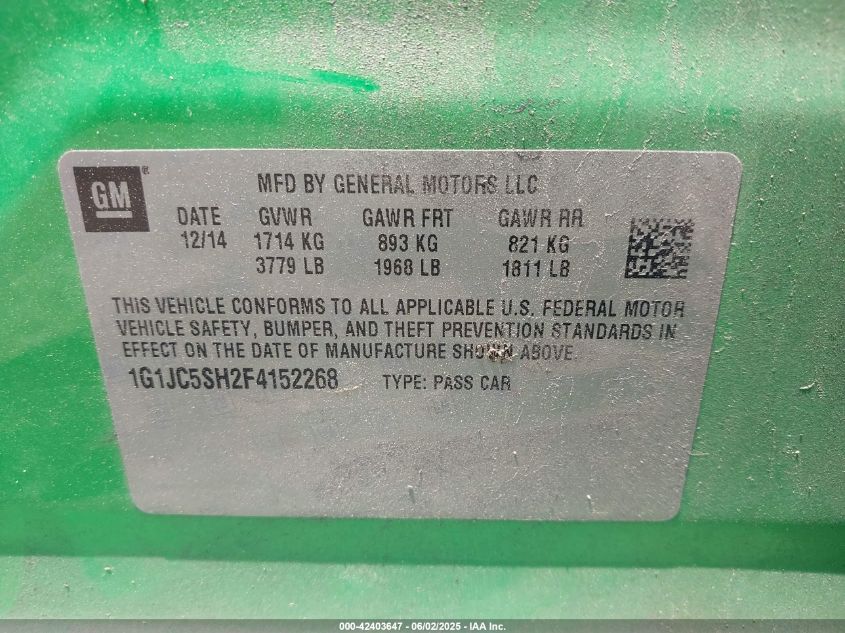 GM ® MFD BY GENERAL MOTORS LLC
DATE GVWR GAWR FRT GAWR RR
12/14 1714 KG 893 KG 821 KG
3779 LB 1968 LB 1811 LB
THIS VEHICLE CONFORMS TO ALL APPLICABLE U.S. FEDERAL MOTOR
VEHICLE SAFETY, BUMPER, AND THEFT PREVENTION STANDARDS IN
EFFECT ON THE DATE OF MANUFACTURE SHOWN ABOVE.
1G1JC5SH2F4152268 TYPE: PASS CAR
000-42403647 - 06/02/2025 - IAA Inc.